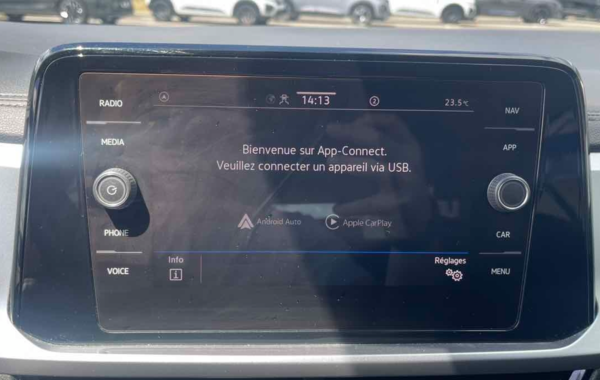 RADIO
14:13
2
23.5°C
NAV
MEDIA
APP
Bienvenue sur App-Connect.
Veuillez connecter un appareil via USB.
Android Auto
Apple CarPlay
PHONE
CAR
Info
Réglages
VOICE
MENU